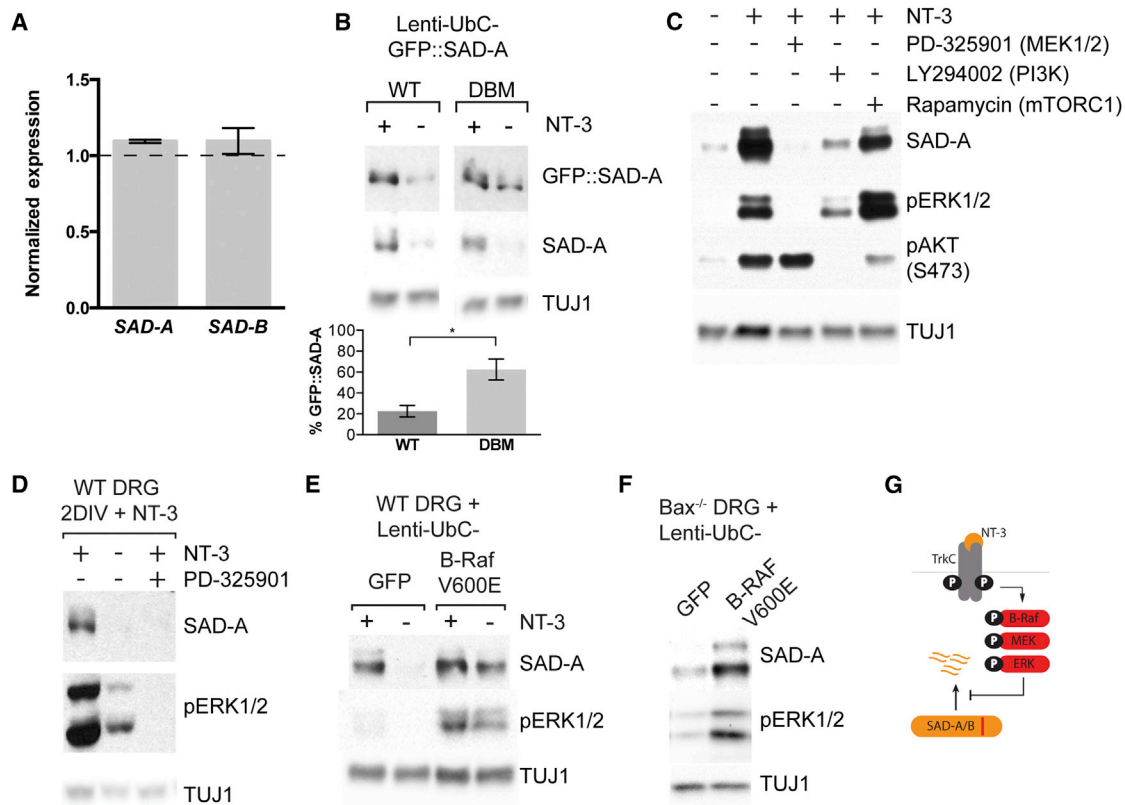 A
Normalized expression
1.5
1.0
0.5
0.0
SAD-A SAD-B
B
Lenti-UbC-
GFP::SAD-A
WT DBM
+ - + - NT-3
GFP::SAD-A
SAD-A
TUJ1
% GFP::SAD-A
100
80
60
40
20
0
*
WT DBM
C
- + + + + NT-3
- - + - - PD-325901 (MEK1/2)
- - - + - LY294002 (PI3K)
- - - - + Rapamycin (mTORC1)
SAD-A
pERK1/2
pAKT
(S473)
TUJ1
D
WT DRG
2DIV + NT-3
+ - + NT-3
- - + PD-325901
SAD-A
pERK1/2
TUJ1
E
WT DRG +
Lenti-UbC-
B-Raf
GFP V600E
+ - + - NT-3
SAD-A
pERK1/2
TUJ1
F
Bax-/- DRG +
Lenti-UbC-
GFP
B-RAF
V600E
SAD-A
pERK1/2
TUJ1
G
NT-3
TrkC
P P
P B-Raf
P MEK
P ERK
SAD-A/B